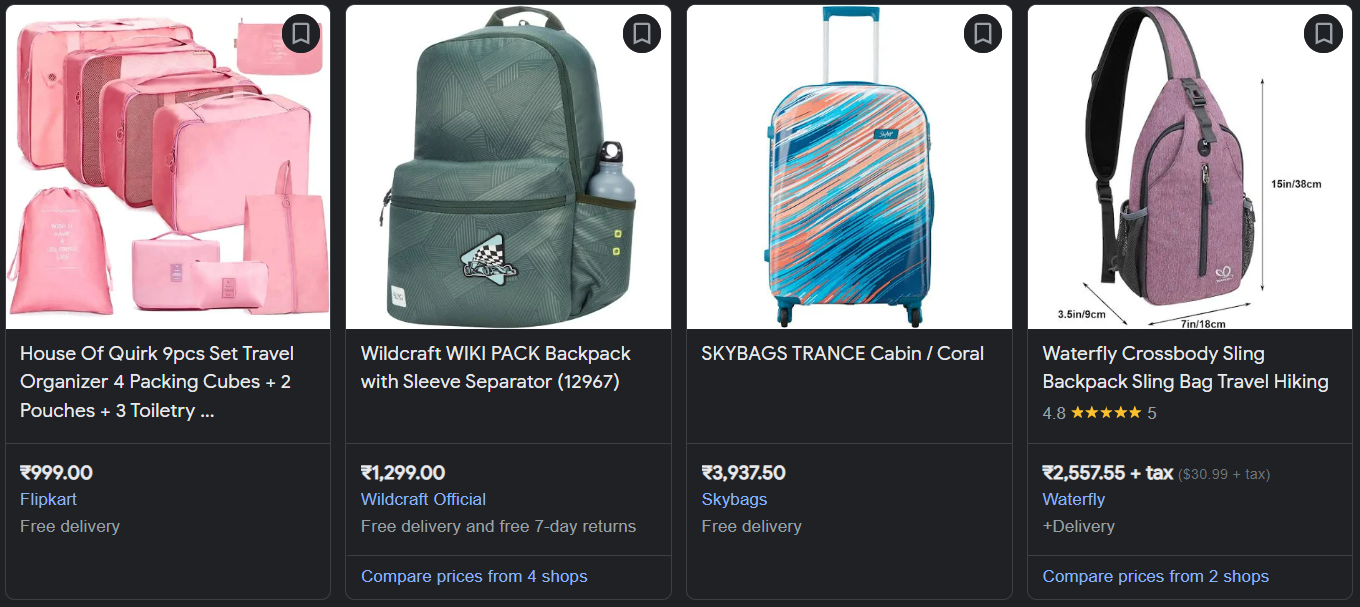 House Of Quirk 9pcs Set Travel
Organizer 4 Packing Cubes + 2
Pouches + 3 Toiletry ...
₹999.00
Flipkart
Free delivery
Wildcraft WIKI PACK Backpack
with Sleeve Separator (12967)
₹1,299.00
Wildcraft Official
Free delivery and free 7-day returns
Compare prices from 4 shops
SKYBAGS TRANCE Cabin / Coral
₹3,937.50
Skybags
Free delivery
15in/38cm
3.5in/9cm
7in/18cm
Waterfly Crossbody Sling
Backpack Sling Bag Travel Hiking
4.8 ★★★★★ 5
₹2,557.55 + tax ($30.99 + tax)
Waterfly
+Delivery
Compare prices from 2 shops